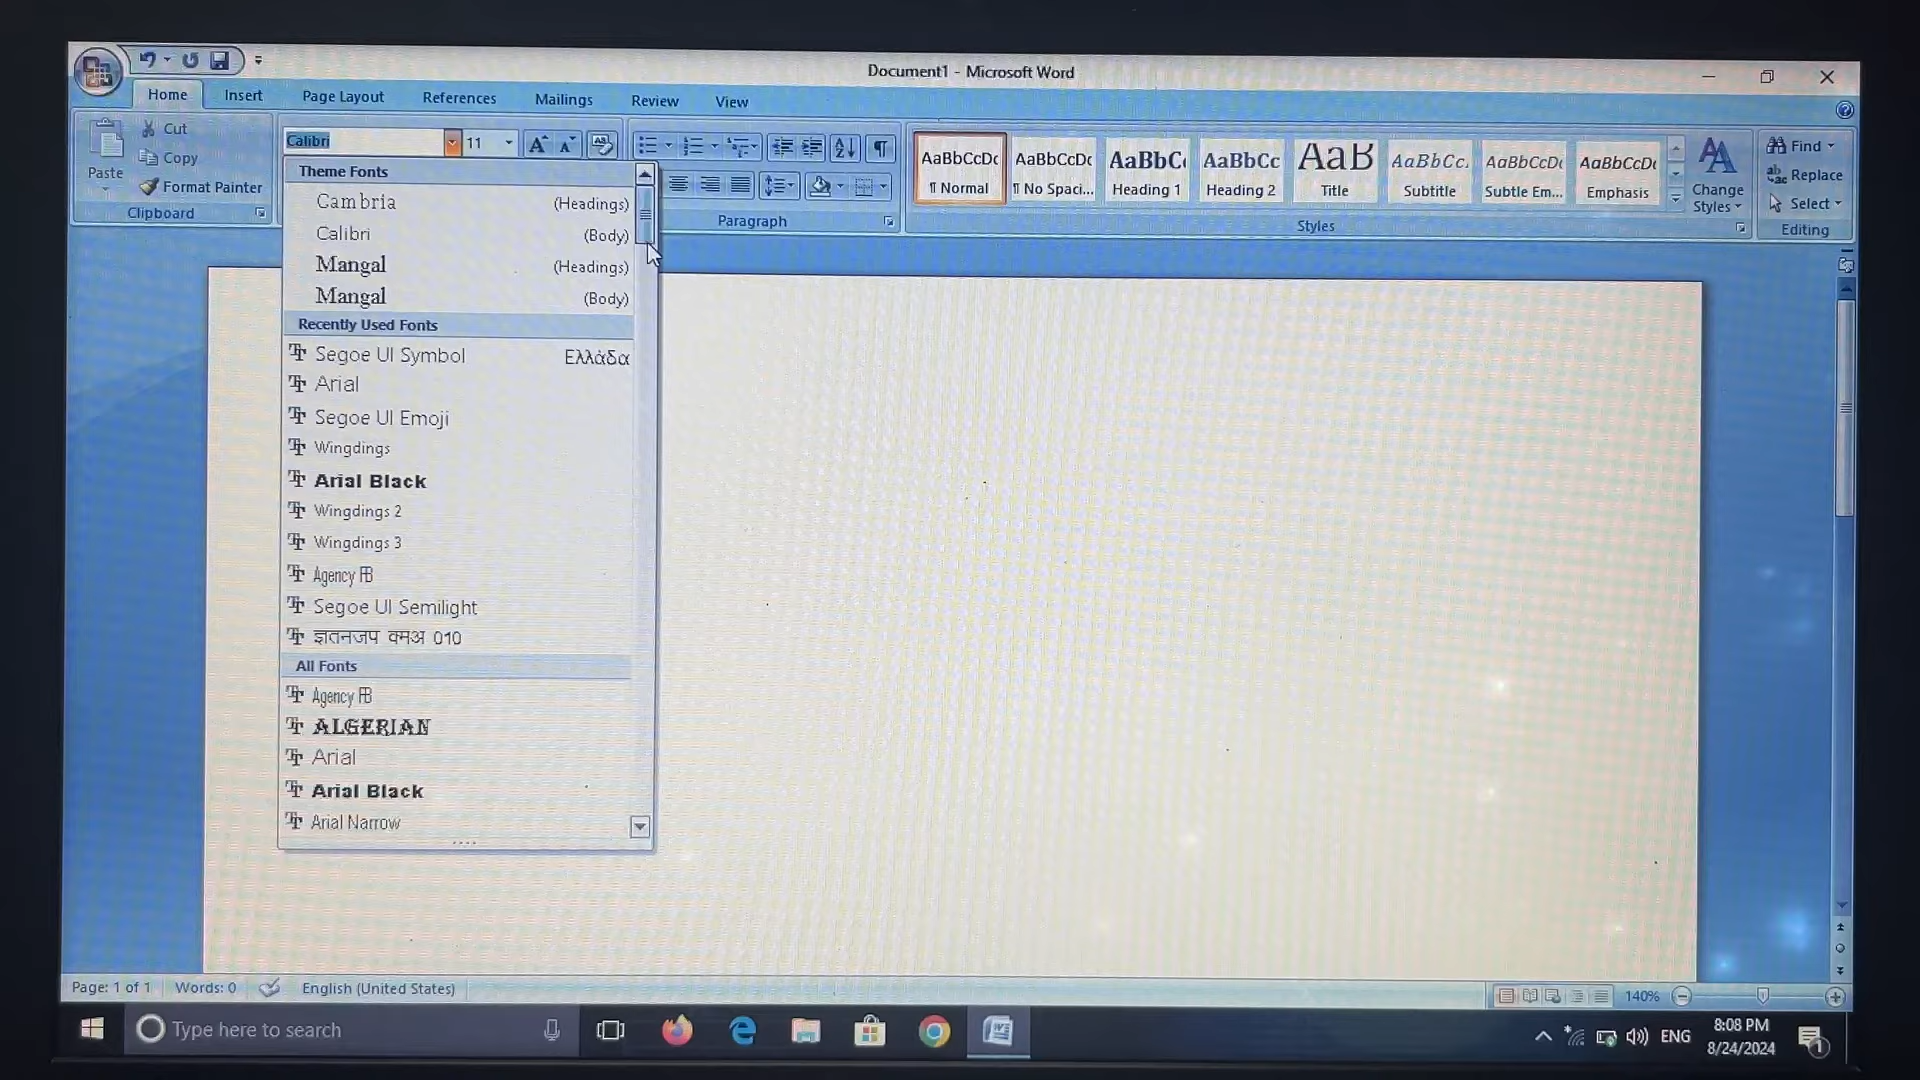 Document1 - Microsoft Word
Home Insert Page Layout References Mailings Review View
Paste
Cut
Copy
Format Painter
Clipboard
Calibri 11
Paragraph
AaBbCcDc AaBbCcDc AaBbC AaBbCc AaB AaBbCc. AaBbCcDc AaBbCcDc
¶ Normal ¶ No Spaci... Heading 1 Heading 2 Title Subtitle Subtle Em... Emphasis
Styles
Change
Styles
Find
Replace
Select
Editing
Theme Fonts
Cambria (Headings)
Calibri (Body)
Mangal (Headings)
Mangal (Body)
Recently Used Fonts
Segoe UI Symbol Ελλάδα
Arial
Segoe UI Emoji
Wingdings
Arial Black
Wingdings 2
Wingdings 3
Agency FB
Segoe UI Semilight
ज्ञतनजप क्मअ 010
All Fonts
Agency FB
ALGERIAN
Arial
Arial Black
Arial Narrow
Page: 1 of 1 Words: 0 English (United States) 140%
Type here to search
ENG
8:08 PM
8/24/2024
1